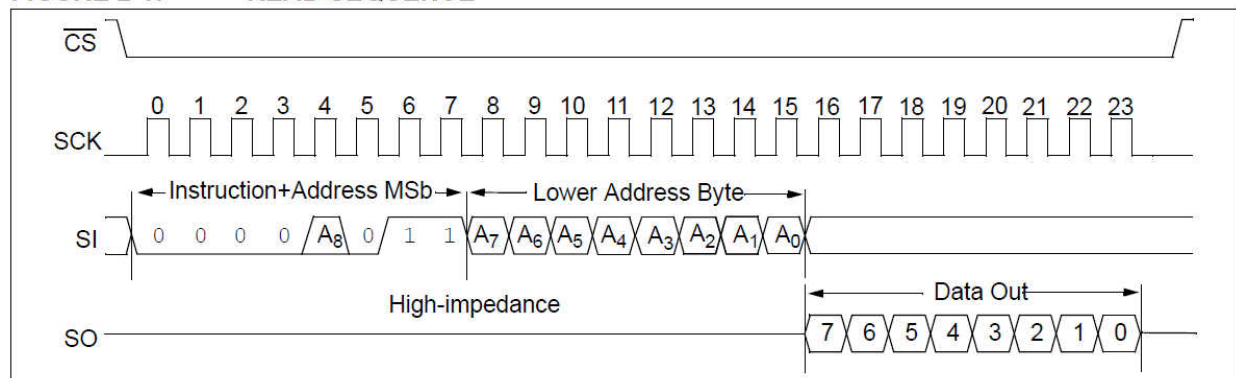 CS
0 1 2 3 4 5 6 7 8 9 10 11 12 13 14 15 16 17 18 19 20 21 22 23
SCK
Instruction+Address MSb Lower Address Byte
SI 0 0 0 0 A8 0 1 1 A7 A6 A5 A4 A3 A2 A1 A0
High-impedance Data Out
SO 7 6 5 4 3 2 1 0